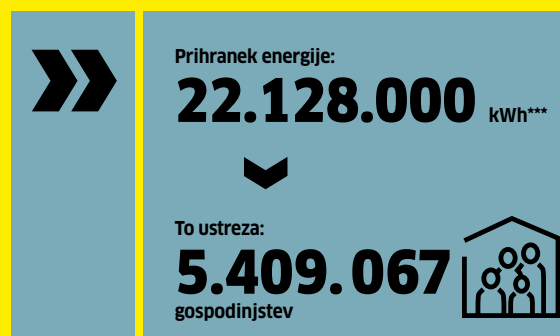 Prihranek energije:
22.128.000 kWh***
To ustreza:
5.409.067
gospodinjstev